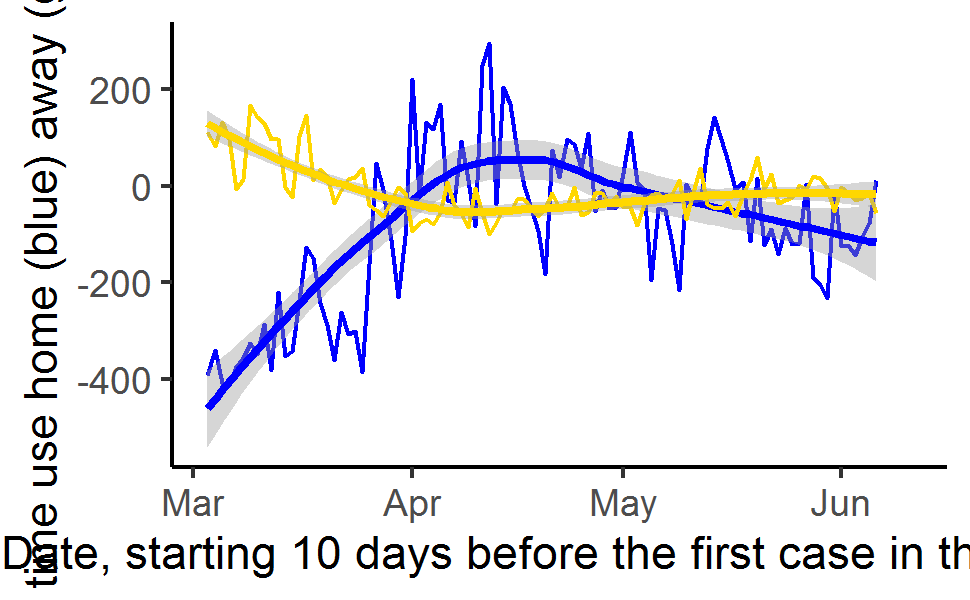 time use home (blue) away (
200
0
-200
-400
Mar Apr May Jun
Date, starting 10 days before the first case in th